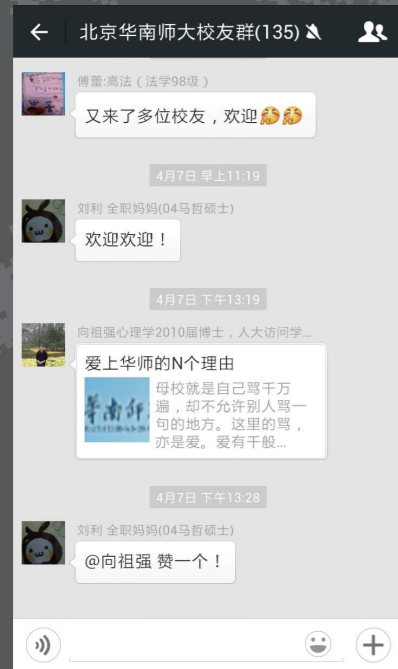 北京华南师大校友群(135)
傅蕾:高法（法学98级）
又来了多位校友，欢迎
4月7日 早上11:19
刘利 全职妈妈(04马哲硕士)
欢迎欢迎！
4月7日 下午13:19
向祖强心理学2010届博士，人大访问学...
爱上华师的N个理由
母校就是自己骂千万
遍，却不允许别人骂一
句的地方。这里的骂，
亦是爱。爱有千般...
华南师
4月7日 下午13:28
刘利 全职妈妈(04马哲硕士)
@向祖强 赞一个！